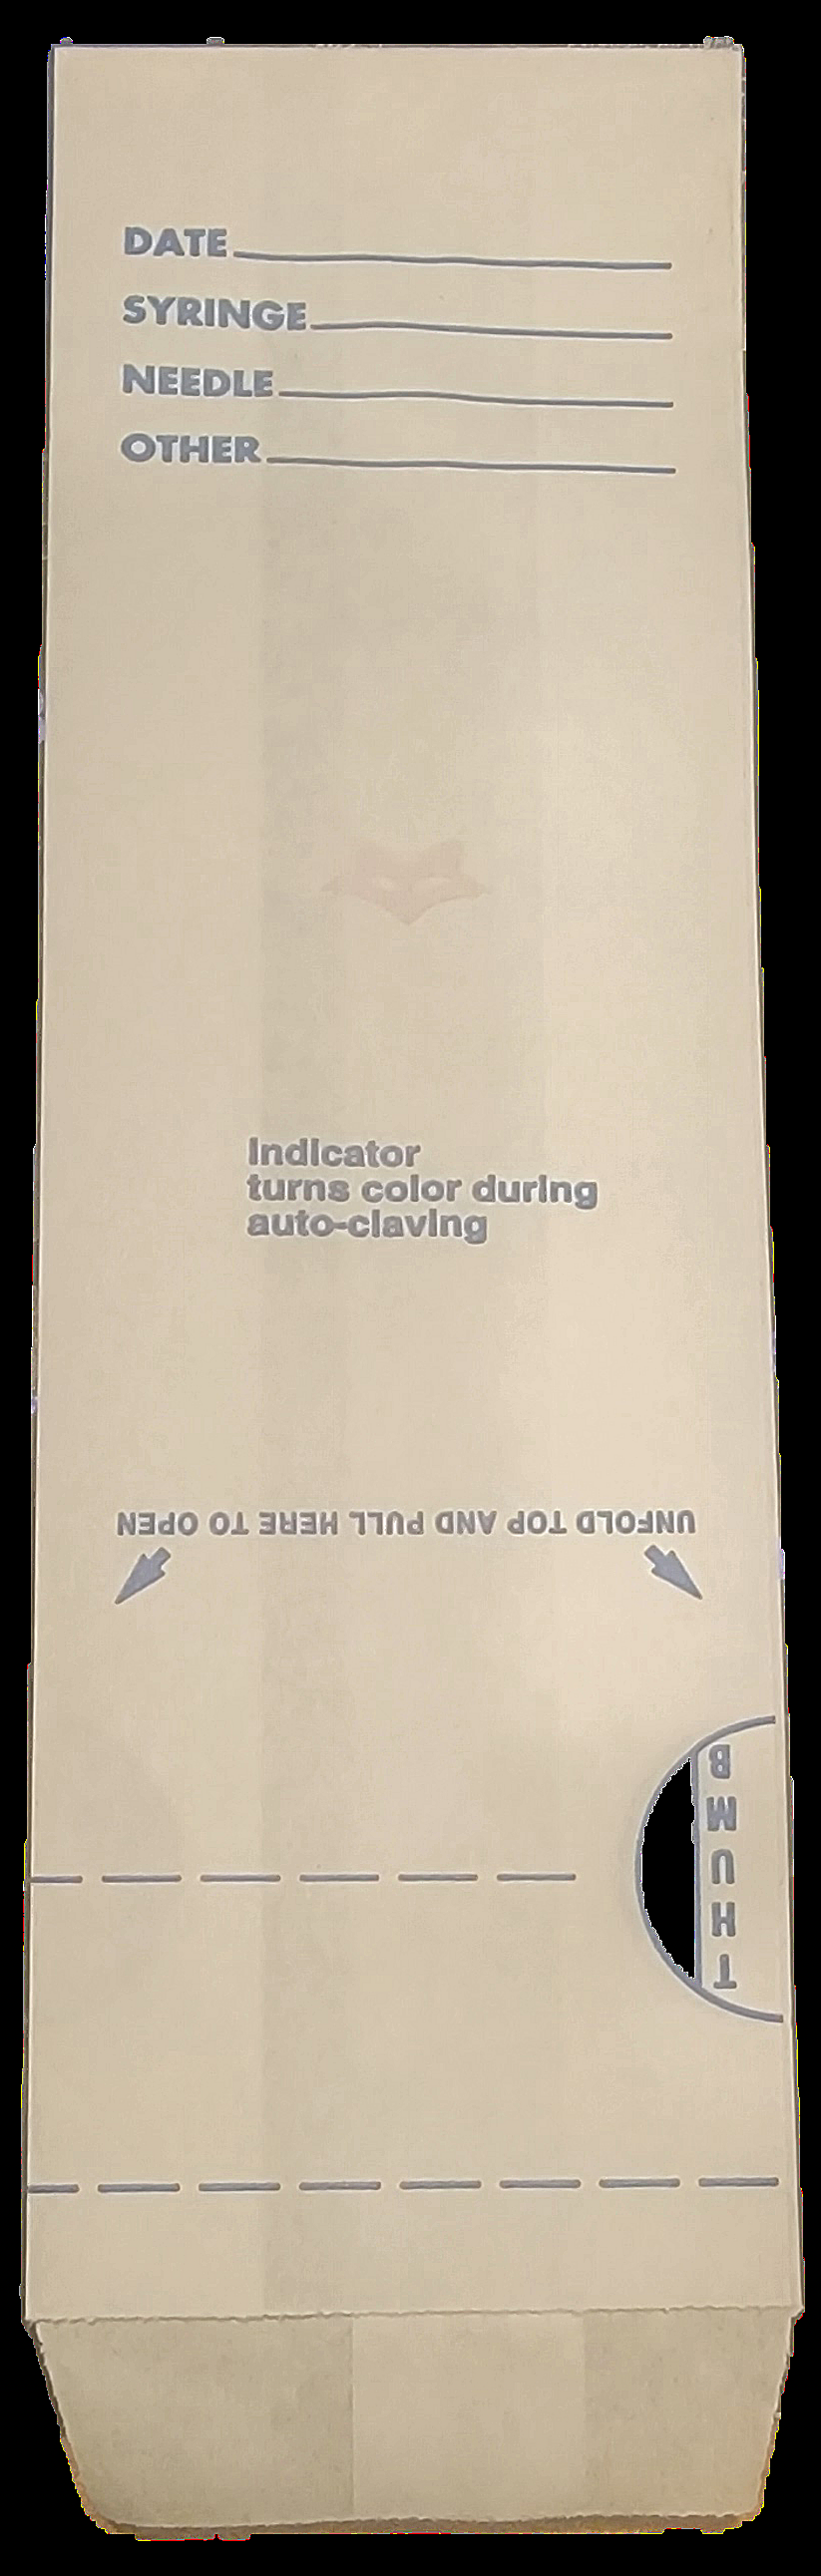 DATE
SYRINGE
NEEDLE
OTHER
Indicator
turns color during
auto-claving
UNFOLD TOP AND PULL HERE TO OPEN
THUMB